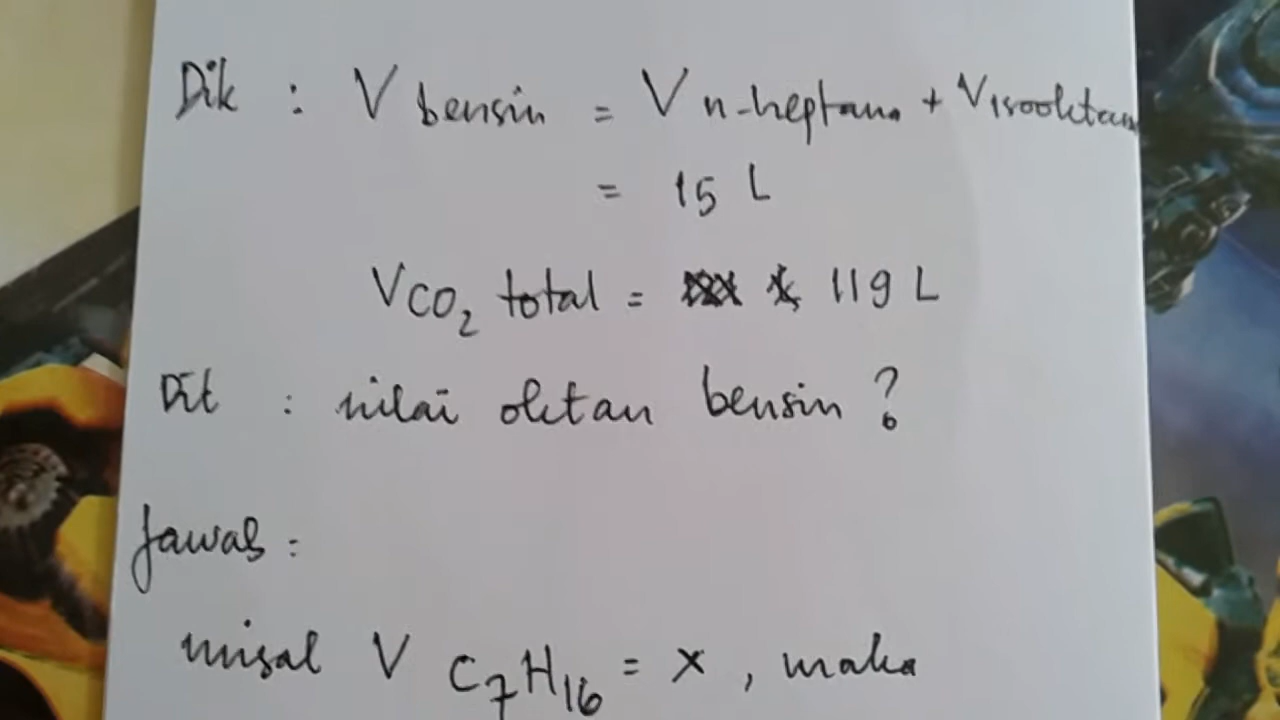 Dik : V bensin = V n-heptana + V isooktana
= 15 L
V CO₂ total = 119 L
Dit : nilai oktan bensin ?
Jawab :
misal V C₇H₁₆ = x , maka